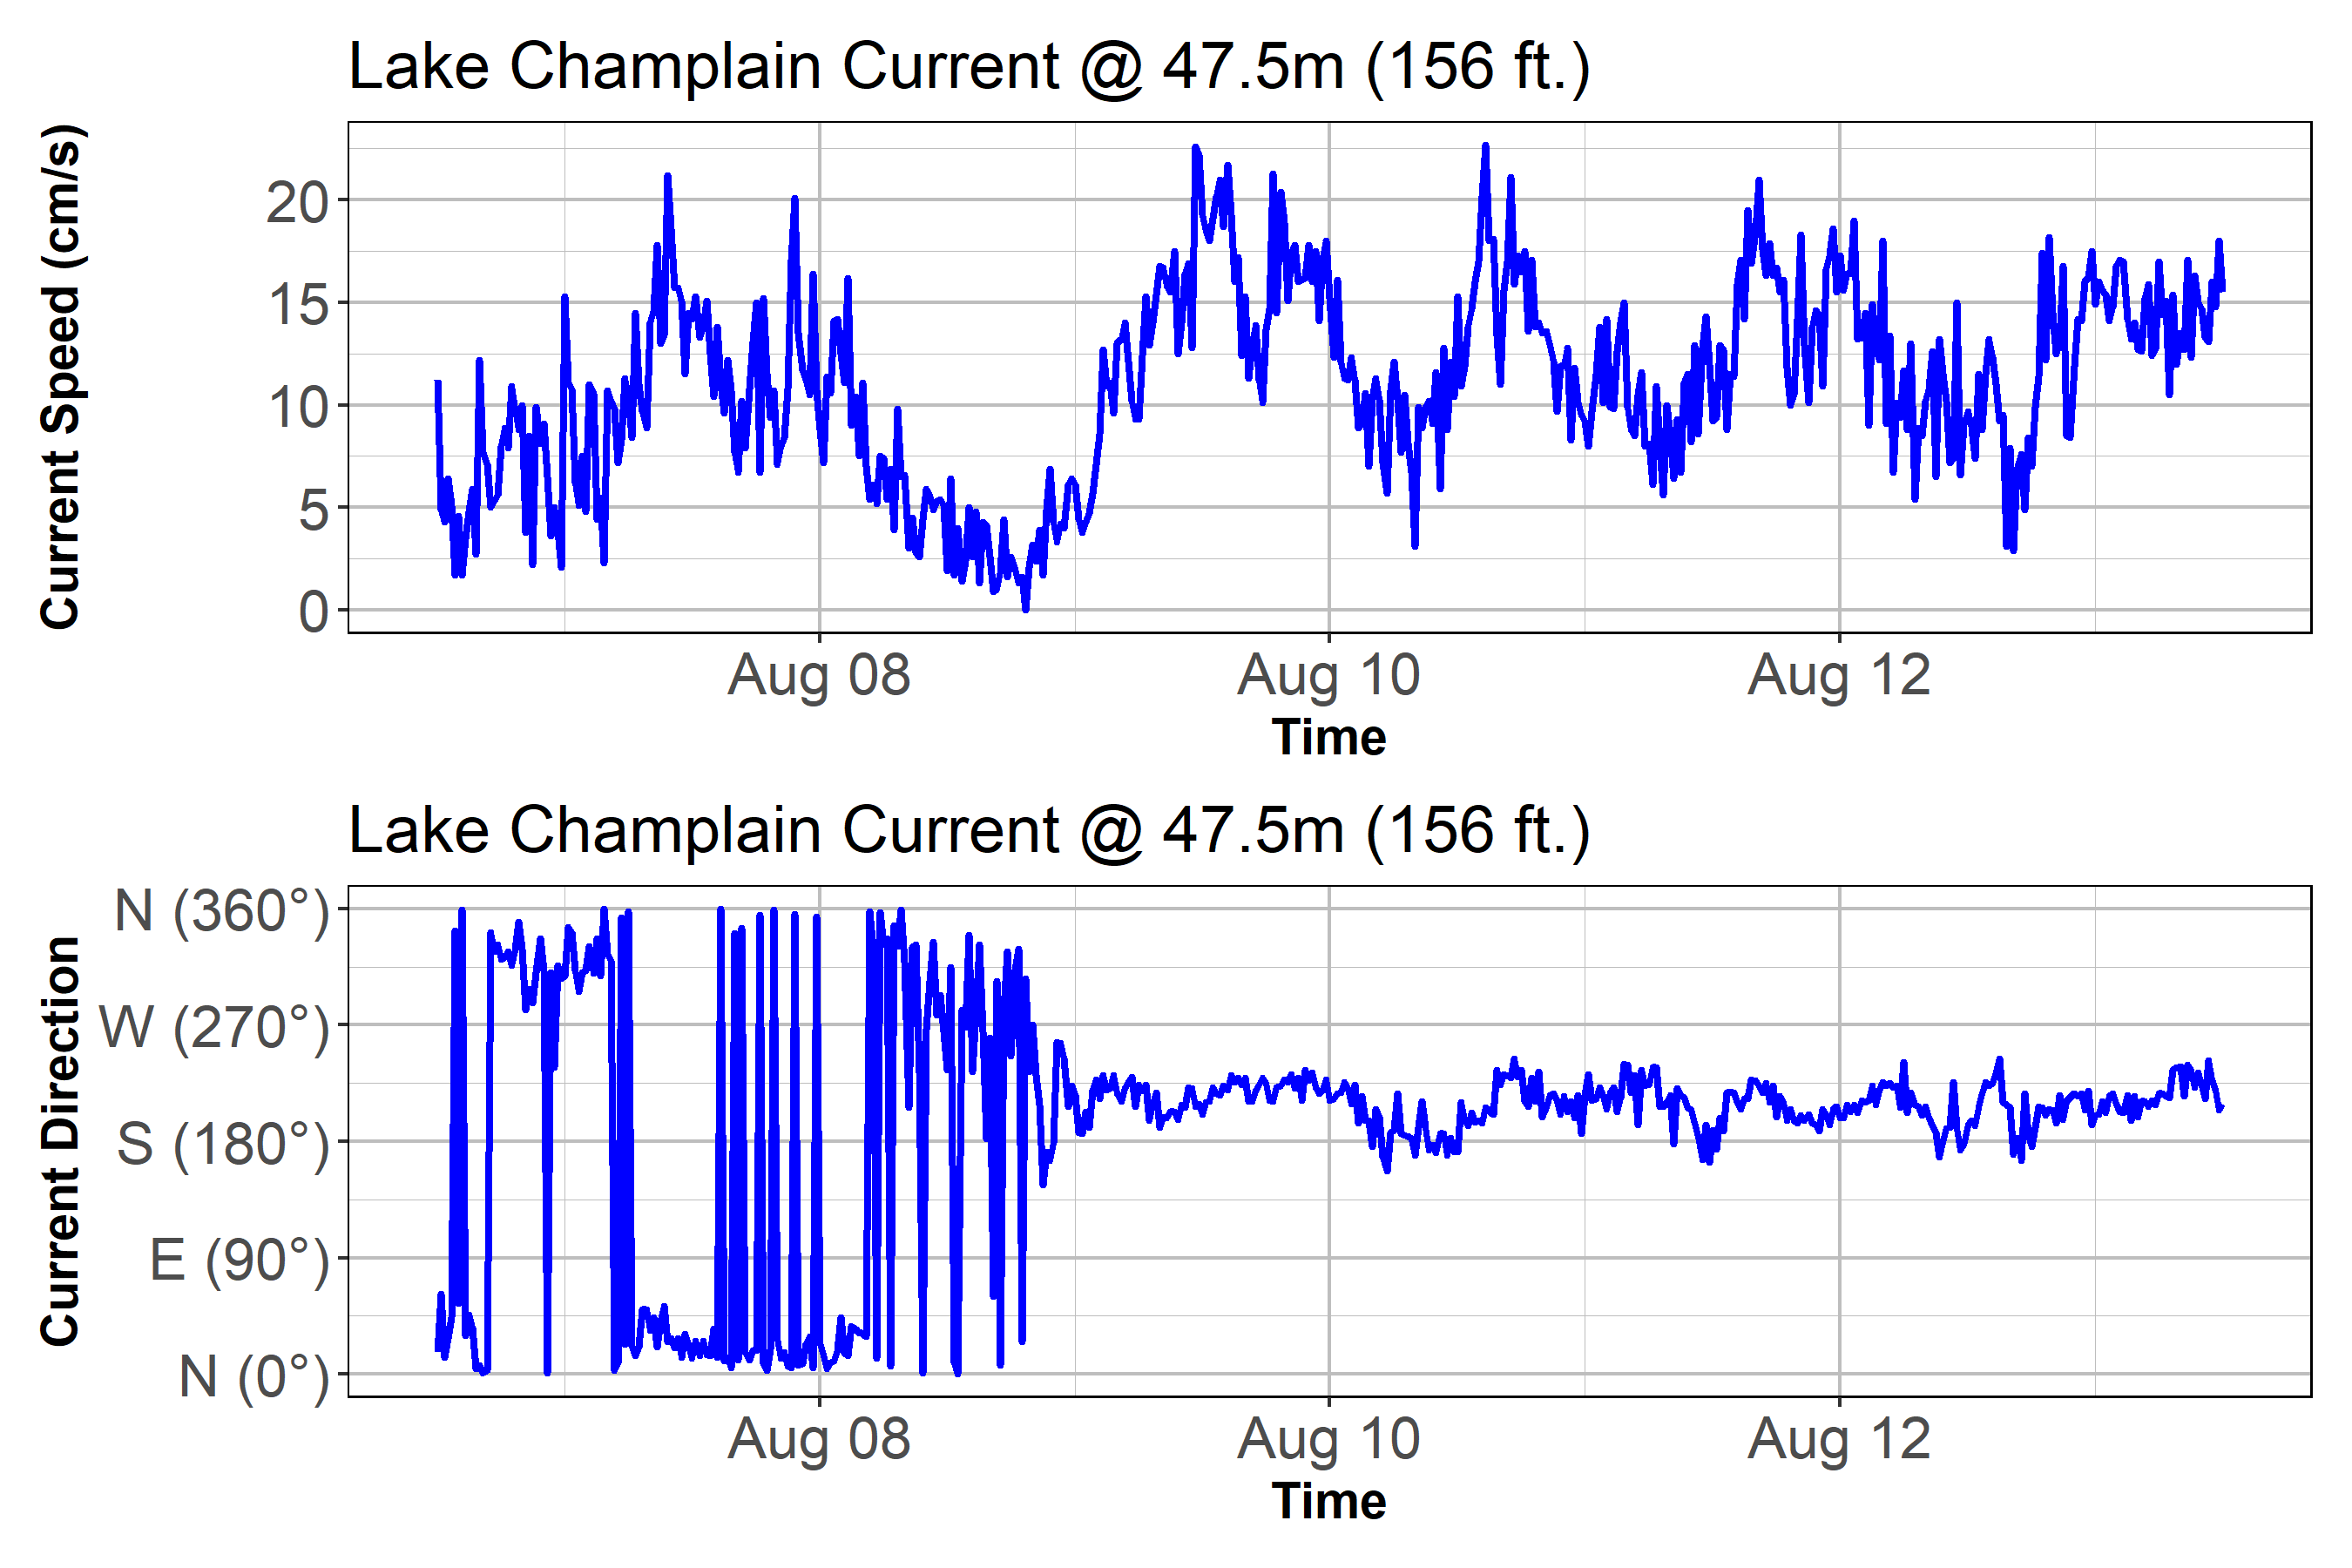 Lake Champlain Current @ 47.5m (156 ft.)
Current Speed (cm/s)
20
15
10
5
0
Aug 08 Aug 10 Aug 12
Time
Lake Champlain Current @ 47.5m (156 ft.)
Current Direction
N (360°)
W (270°)
S (180°)
E (90°)
N (0°)
Aug 08 Aug 10 Aug 12
Time